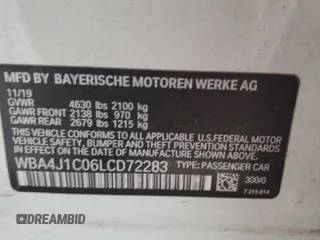 MFD BY BAYERISCHE MOTOREN WERKE AG
11/19
GVWR 4630 lbs 2100 kg
GAWR FRONT 2138 lbs 970 kg
GAWR REAR 2679 lbs 1215 kg
THIS VEHICLE CONFORMS TO ALL APPLICABLE U.S.FEDERAL MOTOR
VEHICLE SAFETY, BUMPER, AND THEFT PREVENTION STANDARDS IN
EFFECT ON THE DATE OF MANUFACTURE SHOWN ABOVE.
WBA4J1C06LCD72283 TYPE: PASSENGER CAR
300/0
7 315 814
AUTOBIDMASTER